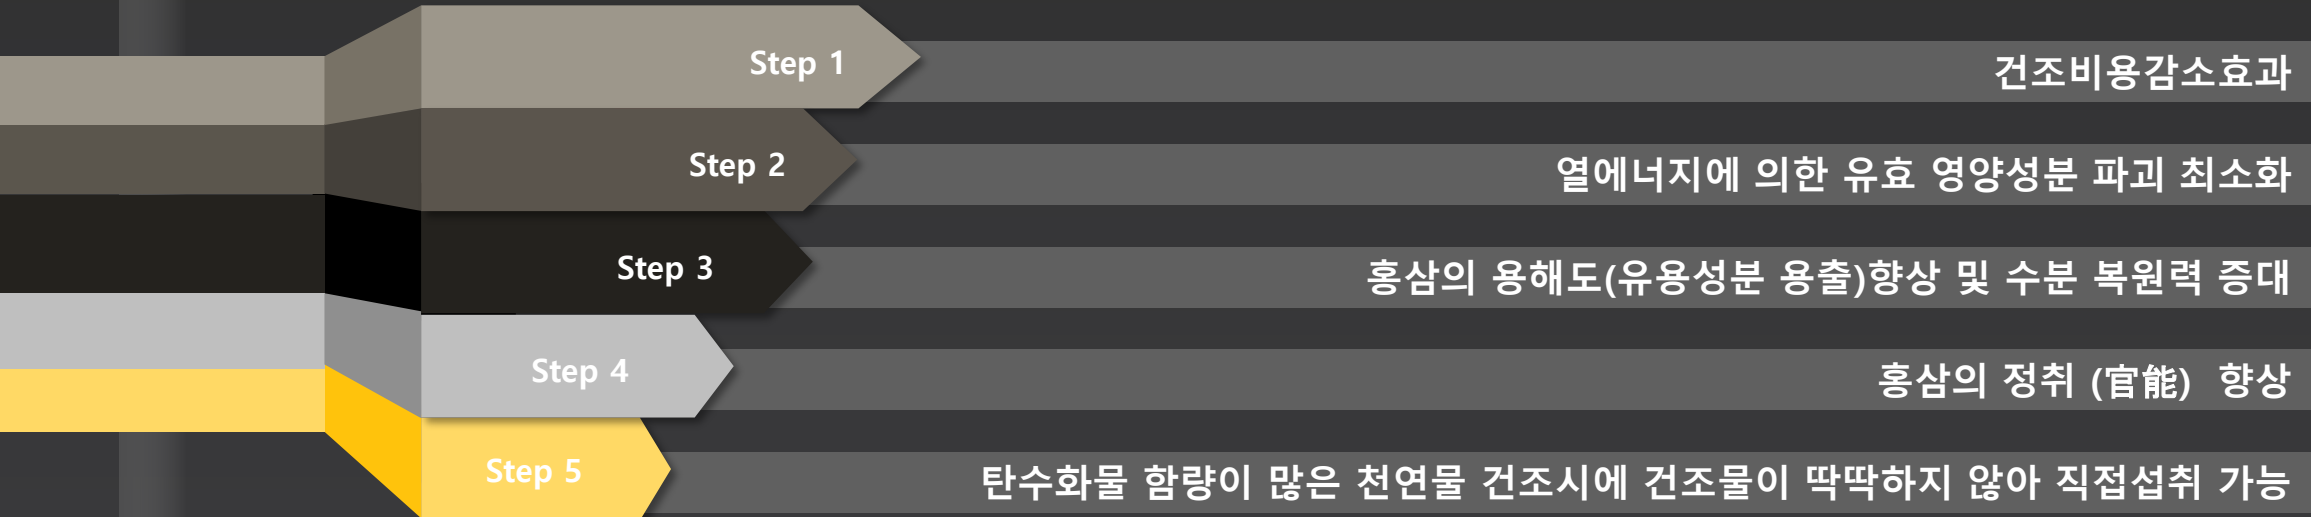 Step 1
건조비용감소효과
Step 2
열에너지에 의한 유효 영양성분 파괴 최소화
Step 3
홍삼의 용해도(유용성분 용출)향상 및 수분 복원력 증대
Step 4
홍삼의 정취 (官能) 향상
Step 5
탄수화물 함량이 많은 천연물 건조시에 건조물이 딱딱하지 않아 직접섭취 가능